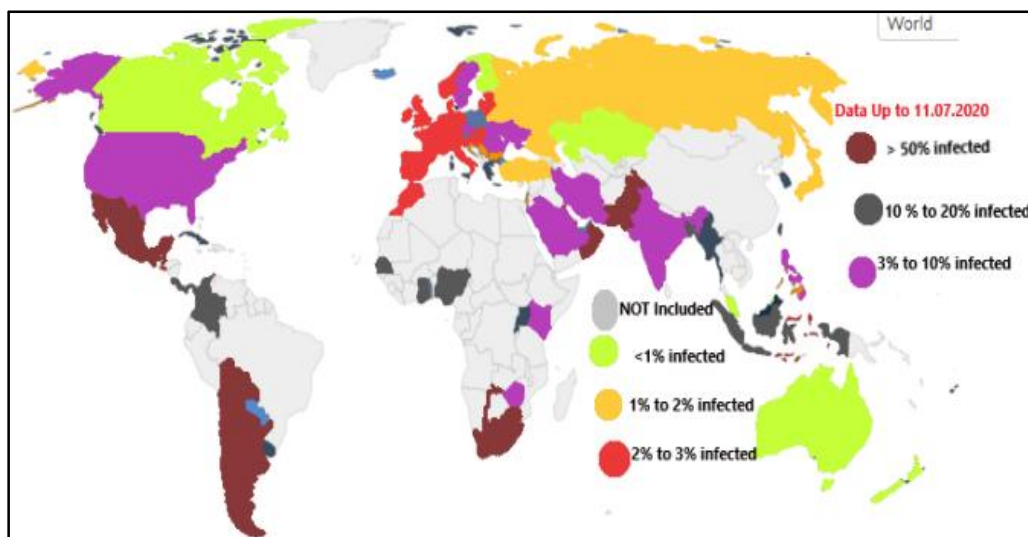 World
Data Up to 11.07.2020
> 50% infected
10 % to 20% infected
3% to 10% infected
NOT Included
<1% infected
1% to 2% infected
2% to 3% infected